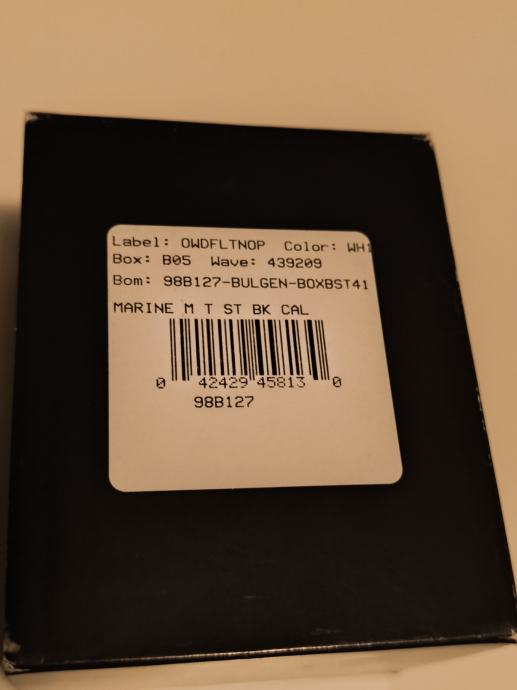 Label: OWDFLTNOP Color: WH1
Box: B05 Wave: 439209
Bom: 98B127-BULGEN-BOXBST41
MARINE M T ST BK CAL
0 42429 45813 0
98B127